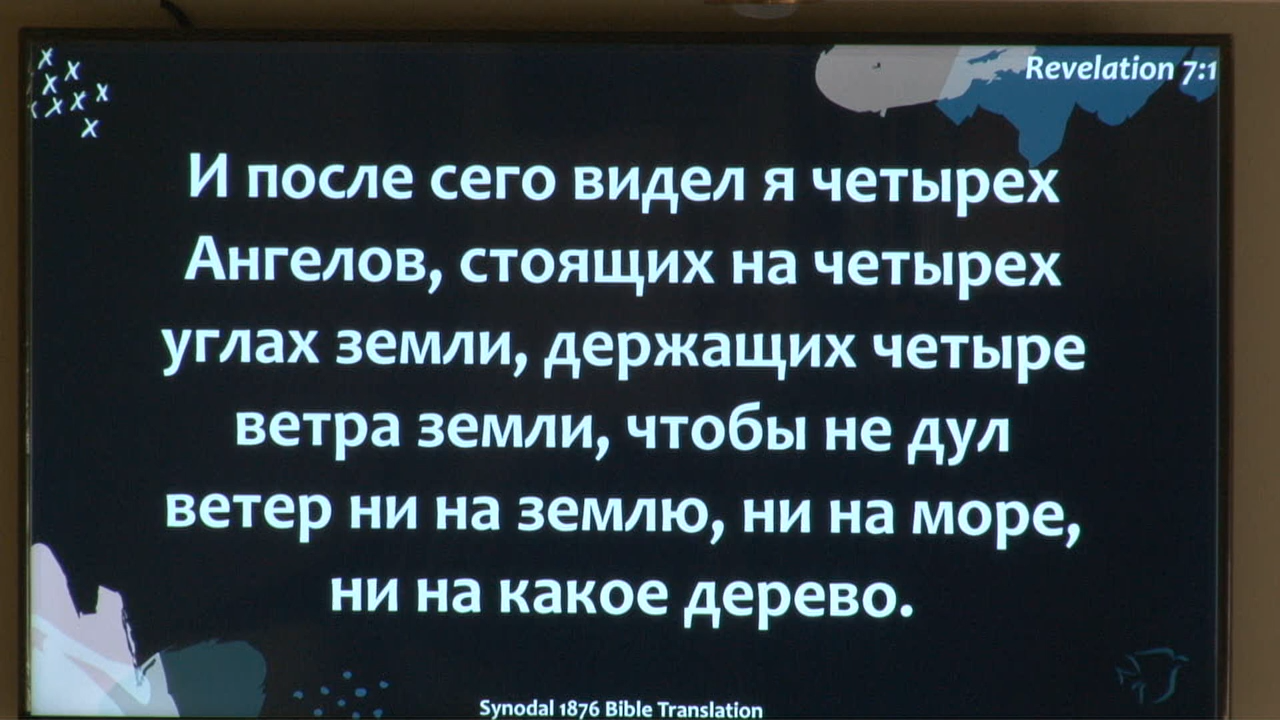 Revelation 7:1
И после сего видел я четырех
Ангелов, стоящих на четырех
углах земли, держащих четыре
ветра земли, чтобы не дул
ветер ни на землю, ни на море,
ни на какое дерево.
Synodal 1876 Bible Translation